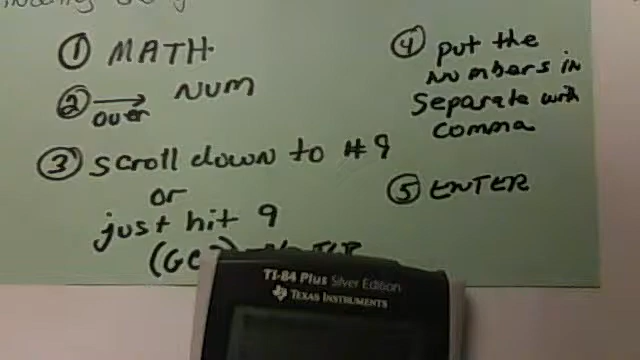 ① MATH
② → NUM
over
③ scroll down to #9
or
just hit 9
④ put the
numbers in
separate with
comma
⑤ ENTER
TI-84 Plus Silver Edition
TEXAS INSTRUMENTS